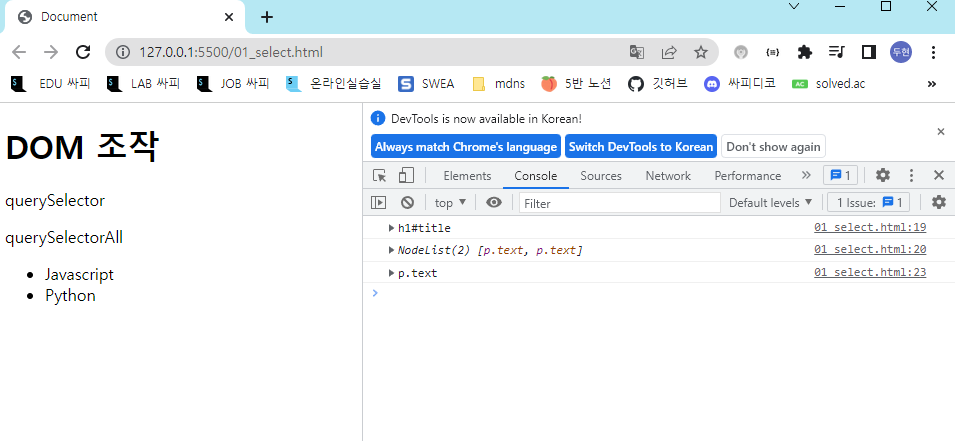 Document
127.0.0.1:5500/01_select.html
두현
EDU 싸피 LAB 싸피 JOB 싸피 온라인실습실 SWEA mdns 5반 노션 깃허브 싸피디코 solved.ac »
DOM 조작
querySelector
querySelectorAll
• Javascript
• Python
DevTools is now available in Korean!
Always match Chrome's language Switch DevTools to Korean Don't show again
Elements Console Sources Network Performance » 1
top Filter Default levels 1 Issue: 1
h1#title 01_select.html:19
NodeList(2) [p.text, p.text] 01_select.html:20
p.text 01_select.html:23